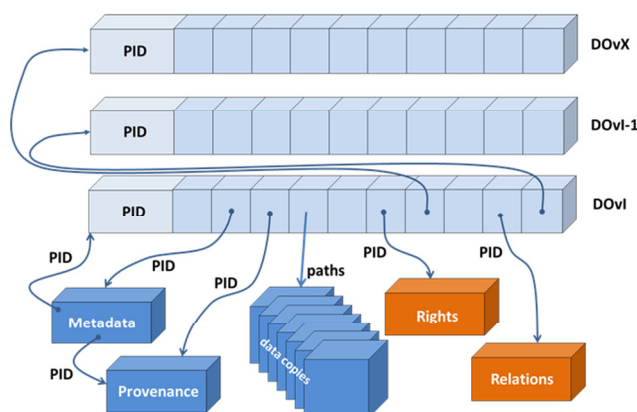 PID
DOvX
PID
DOvI-1
PID
DOvI
PID
PID
PID
paths
PID
PID
Metadata
data copies
Rights
PID
Provenance
Relations